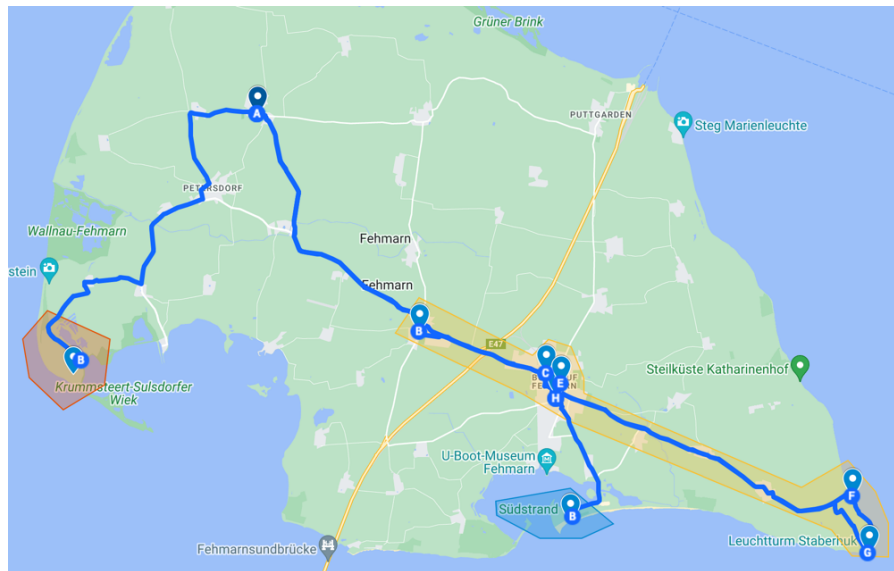 Grüner Brink
A
PUTTGARDEN
Steg Marienleuchte
PETERSDORF
Wallnau-Fehmarn
Fehmarn
stein
Fehmarn
B
E47
C
E
B
Steilküste Katharinenhof
Krummsteert-Sulsdorfer
Wiek
H
U-Boot-Museum
Fehmarn
F
Südstrand
B
Leuchtturm Staberhuk
G
Fehmarnsundbrücke